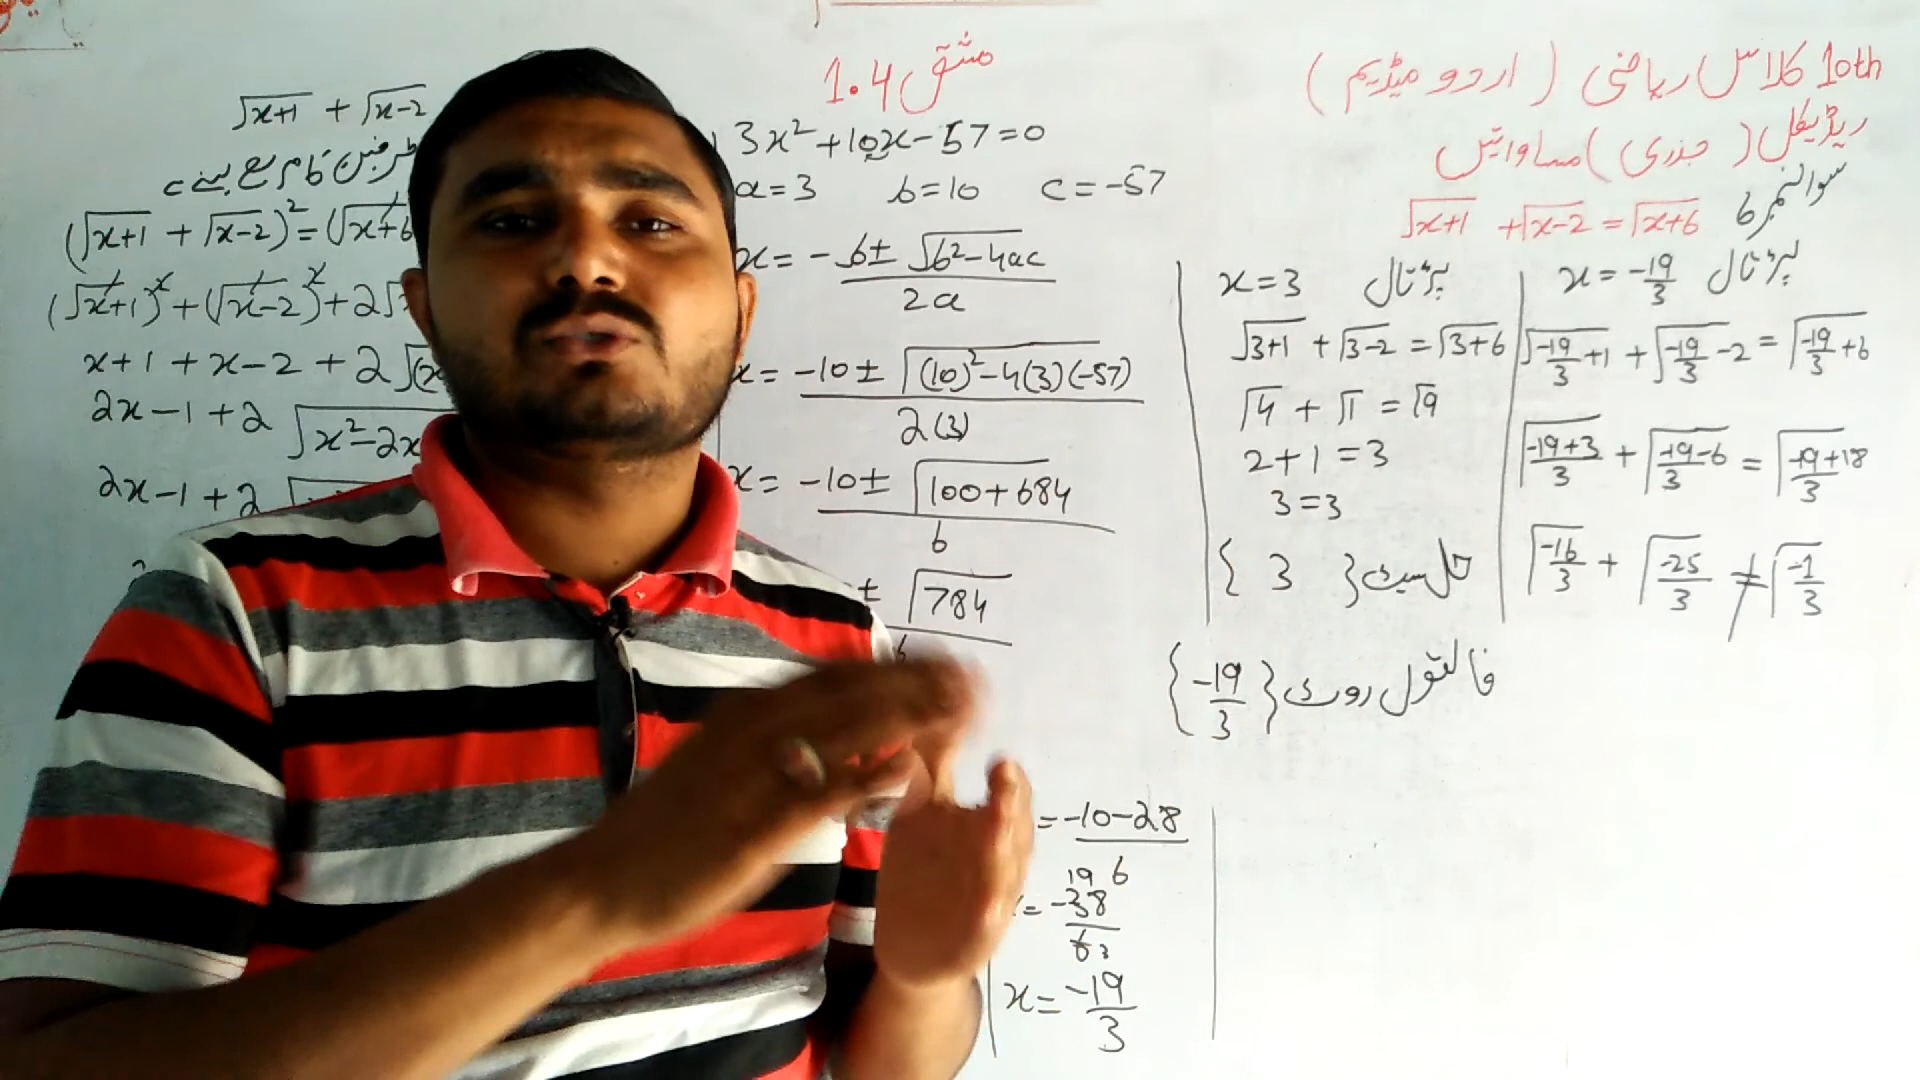 مشق 1.4
10th کلاس ریاضی ( اردو میڈیم )
ریڈیکل ( جذری ) مساواتیں
سوال نمبر 6 √x+1 + √x-2 = √x+6
√x+1 + √x-2
(√x+1 + √x-2)² = (√x+6
(√x+1)² + (√x-2)² + 2√
x+1 + x-2 + 2√(x
2x-1 + 2 √x²-2x
2x-1 + 2
3x²+10x-57=0
a=3 b=10 c=-57
x = -b± √b²-4ac
2a
x = -10± √(10)²-4(3)(-57)
2(3)
x = -10± √100+684
6
± √784
6
= -10-28
6
= -38
6
19
3
x = -19
3
x=3 پڑتال
√3+1 + √3-2 = √3+6
√4 + √1 = √9
2+1=3
3=3
حل سیٹ { 3 }
x = -19/3 پڑتال
√-19/3+1 + √-19/3-2 = √-19/3+6
√-19+3/3 + √-19-6/3 = √-19+18/3
√-16/3 + √-25/3 ≠ √-1/3
فالتو روٹ {-19/3}